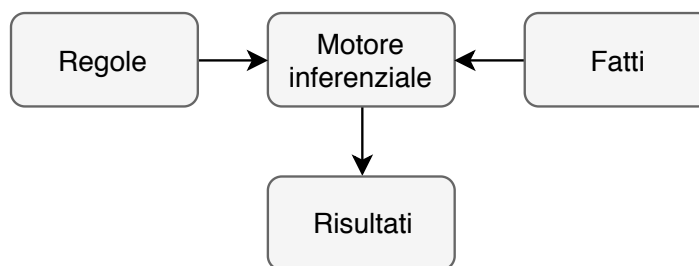 Regole
Motore
inferenziale
Fatti
Risultati